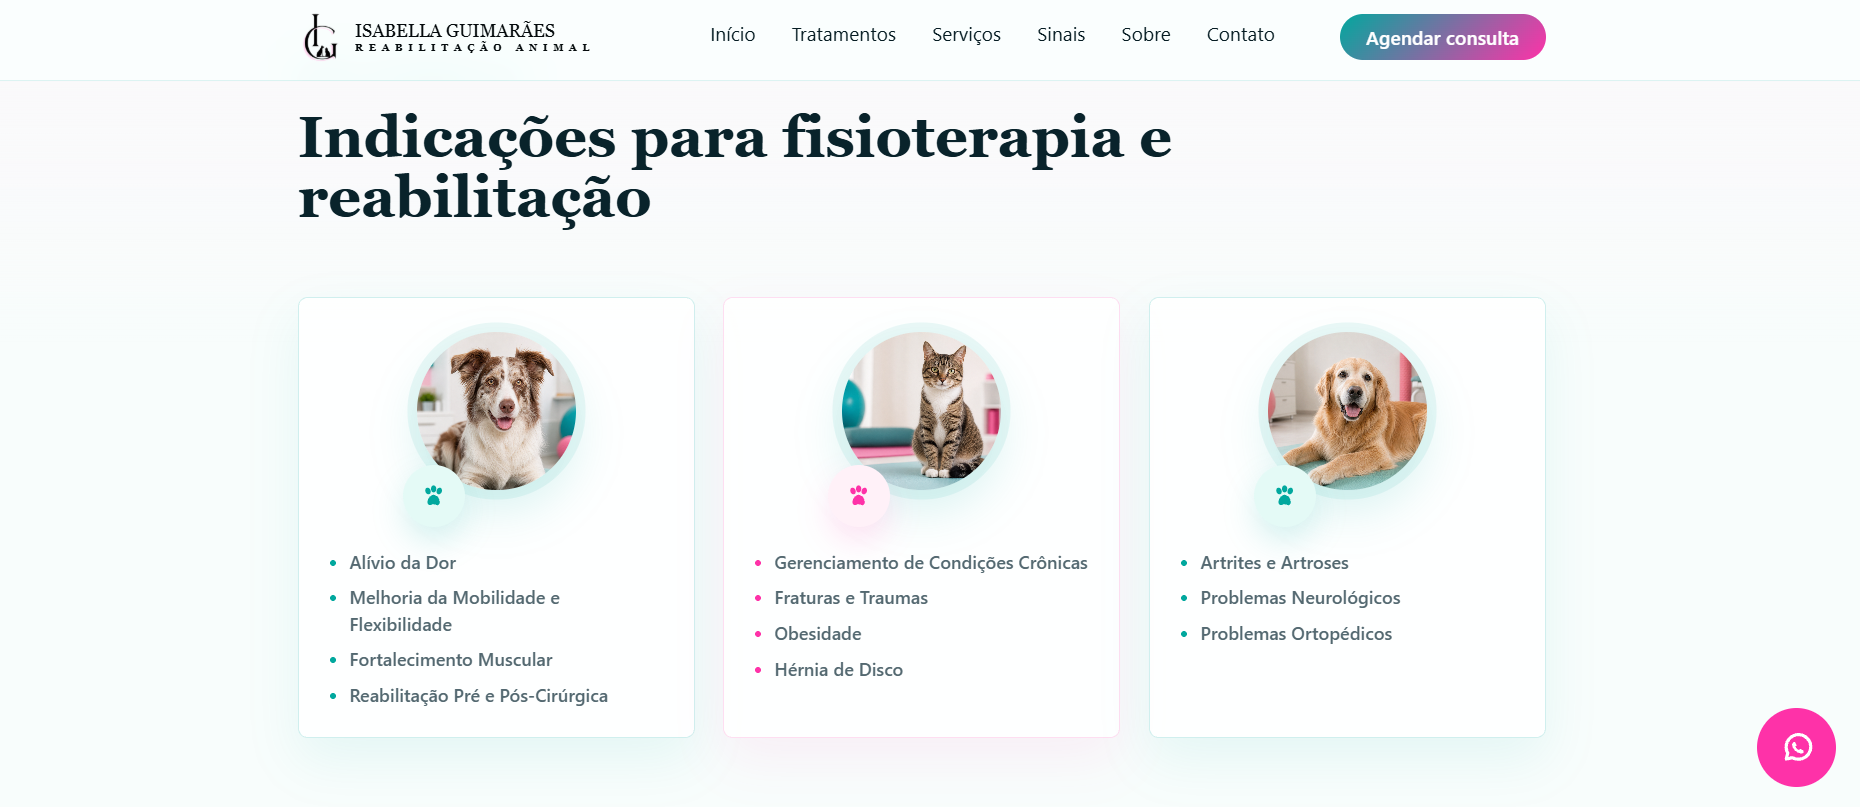 ISABELLA GUIMARÃES
REABILITAÇÃO ANIMAL
Início Tratamentos Serviços Sinais Sobre Contato
Agendar consulta
Indicações para fisioterapia e
reabilitação
Alívio da Dor
Melhoria da Mobilidade e
Flexibilidade
Fortalecimento Muscular
Reabilitação Pré e Pós-Cirúrgica
Gerenciamento de Condições Crônicas
Fraturas e Traumas
Obesidade
Hérnia de Disco
Artrites e Artroses
Problemas Neurológicos
Problemas Ortopédicos